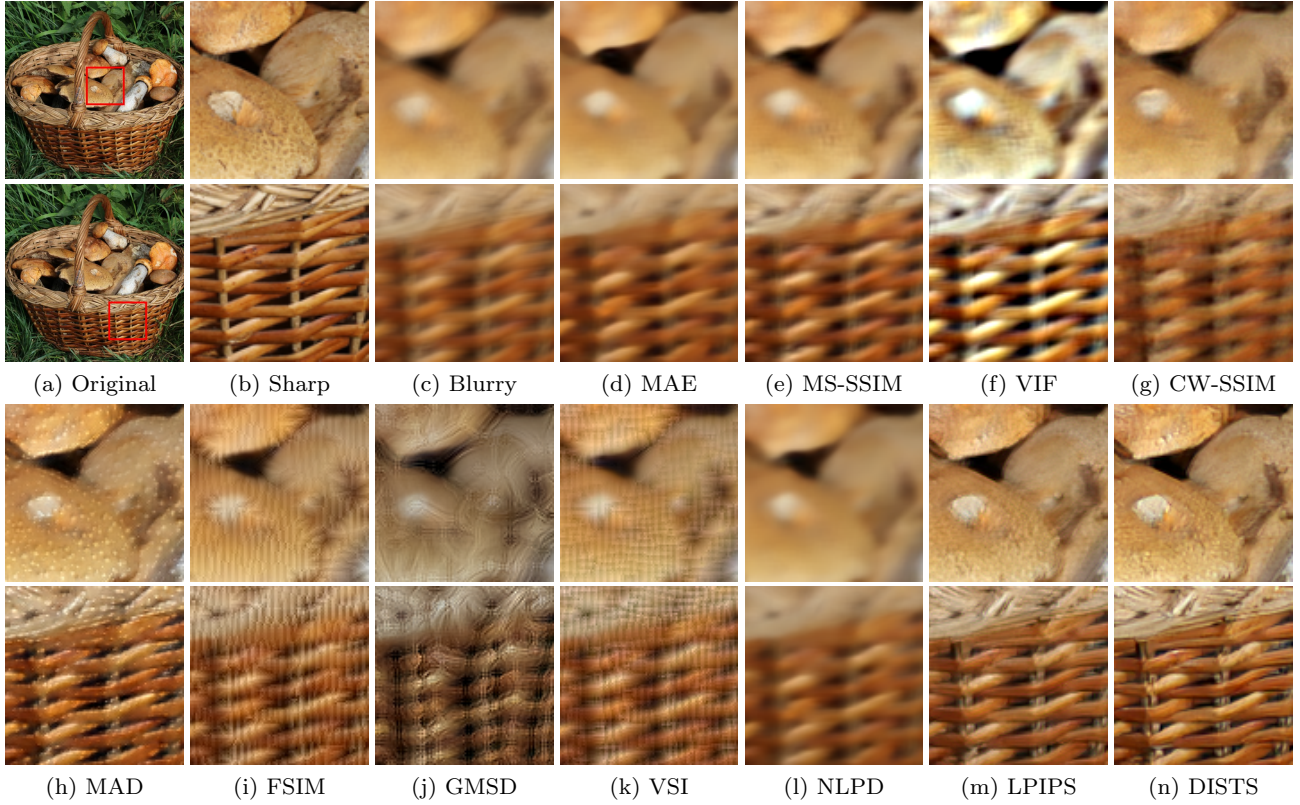 (a) Original (b) Sharp (c) Blurry (d) MAE (e) MS-SSIM (f) VIF (g) CW-SSIM
(h) MAD (i) FSIM (j) GMSD (k) VSI (l) NLPD (m) LPIPS (n) DISTS